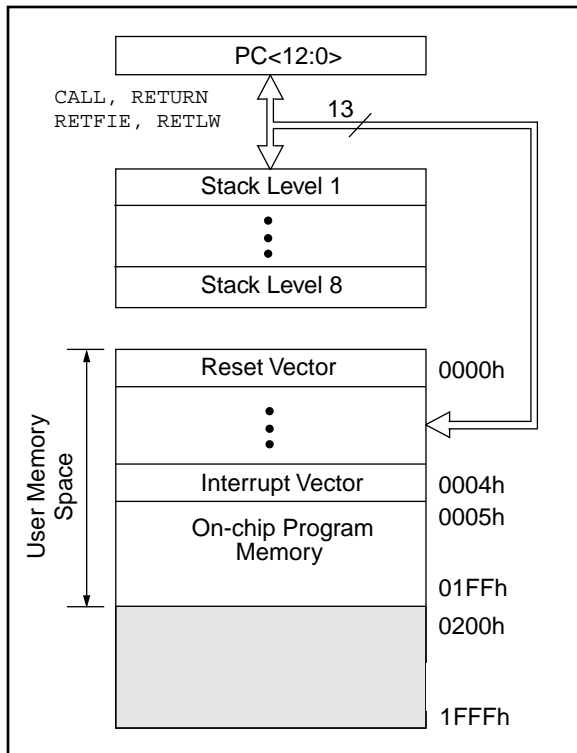 PC<12:0>
CALL, RETURN
RETFIE, RETLW
13
Stack Level 1
Stack Level 8
Reset Vector
0000h
Interrupt Vector
0004h
User Memory
Space
On-chip Program
Memory
0005h
01FFh
0200h
1FFFh